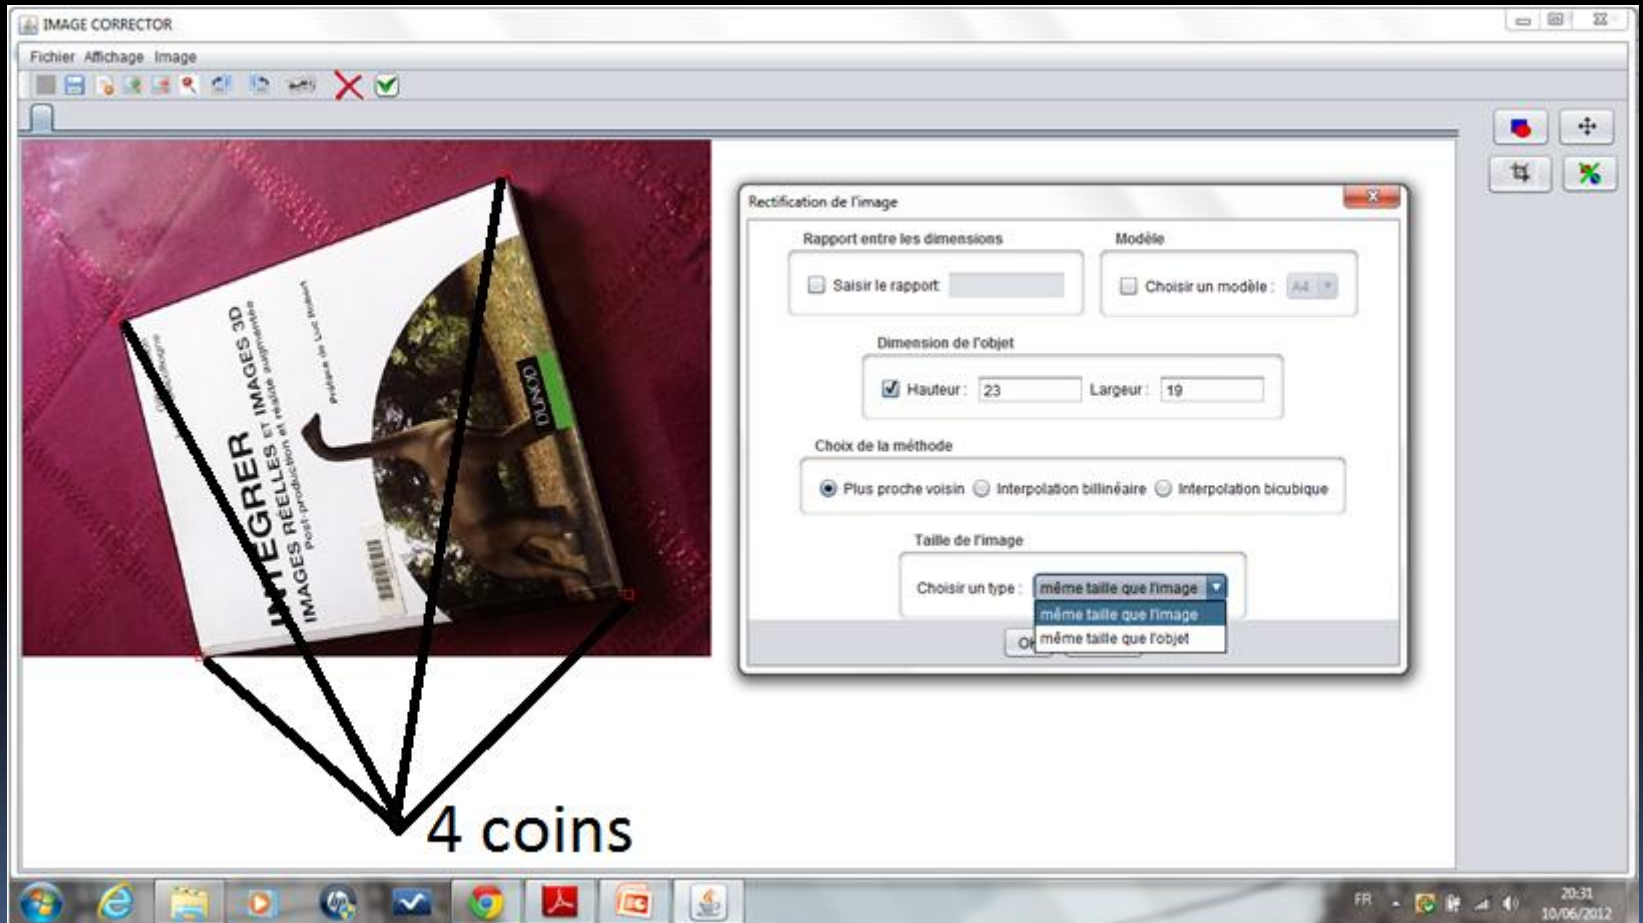 IMAGE CORRECTOR
Fichier Affichage Image
Rectification de l'image
Rapport entre les dimensions
Modèle
Saisir le rapport:
Choisir un modèle :
A4
Dimension de l'objet
Hauteur :
23
Largeur :
19
Choix de la méthode
Plus proche voisin
Interpolation billinéaire
Interpolation bicubique
Taille de l'image
Choisir un type :
même taille que l'image
même taille que l'image
même taille que l'objet
INTÉGRER
IMAGES RÉELLES ET IMAGES 3D
Post-production et réalité augmentée
Préface de Luc Robert
DUNOD
4 coins
FR
20:31
10/06/2012